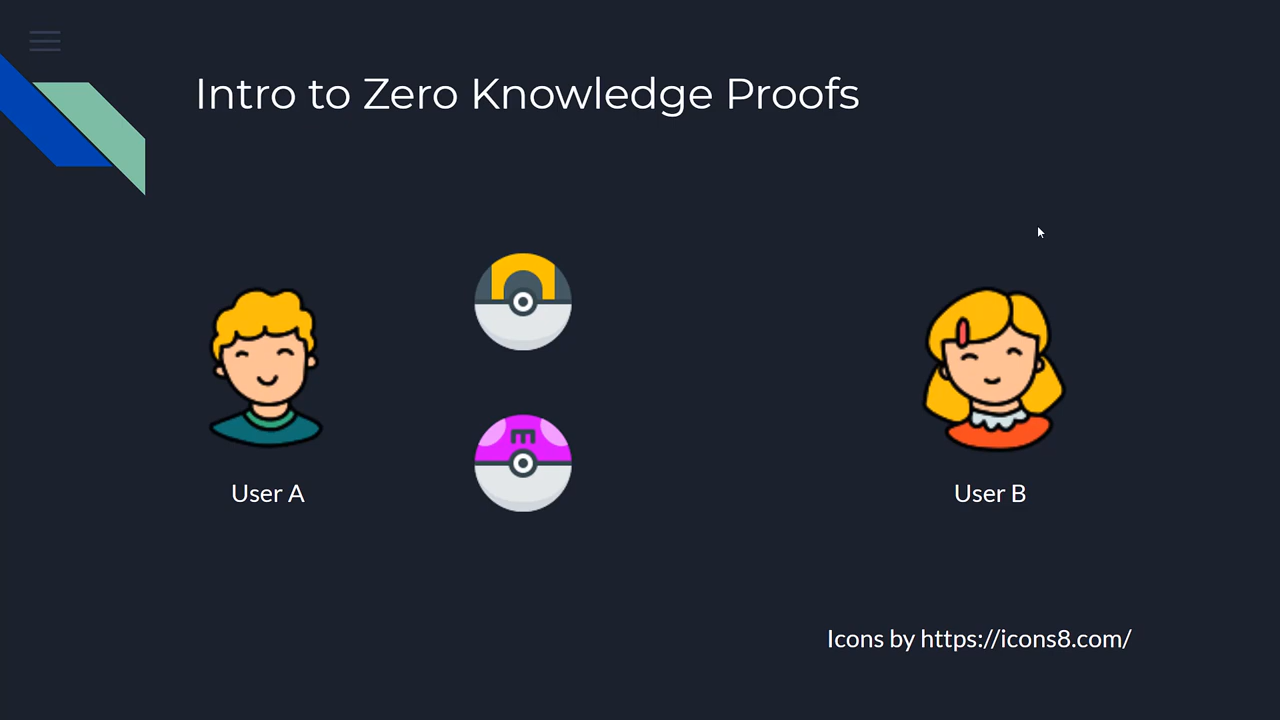 Intro to Zero Knowledge Proofs
m
User A
User B
Icons by https://icons8.com/